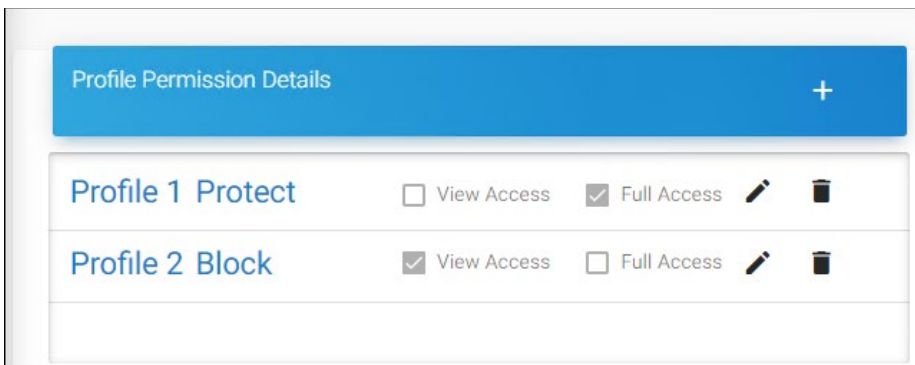 Profile Permission Details +
Profile 1 Protect View Access Full Access
Profile 2 Block View Access Full Access